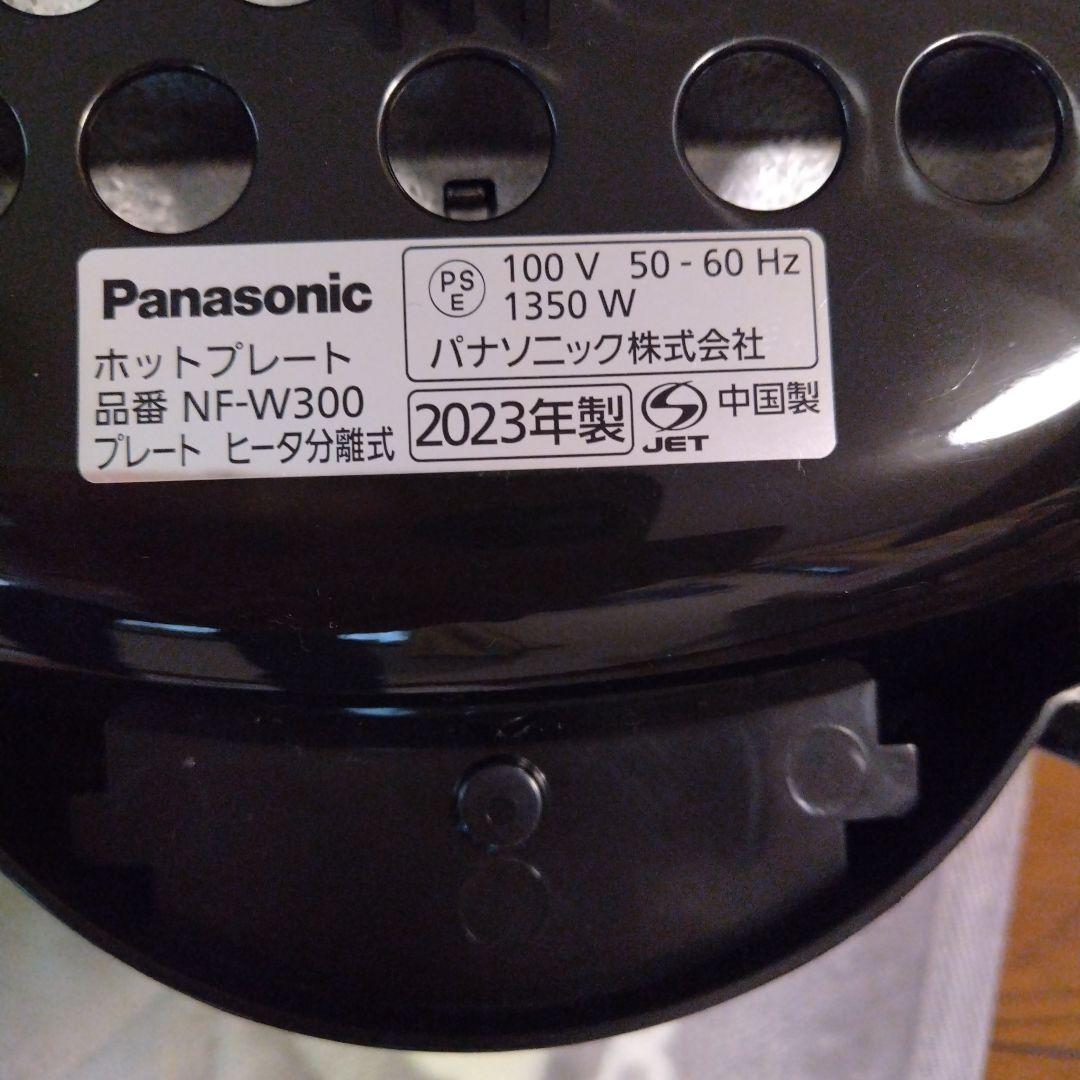 Panasonic
ホットプレート
品番 NF-W300
プレート ヒータ分離式
PS
E
100 V 50 - 60 Hz
1350 W
パナソニック株式会社
2023年製
JET
中国製